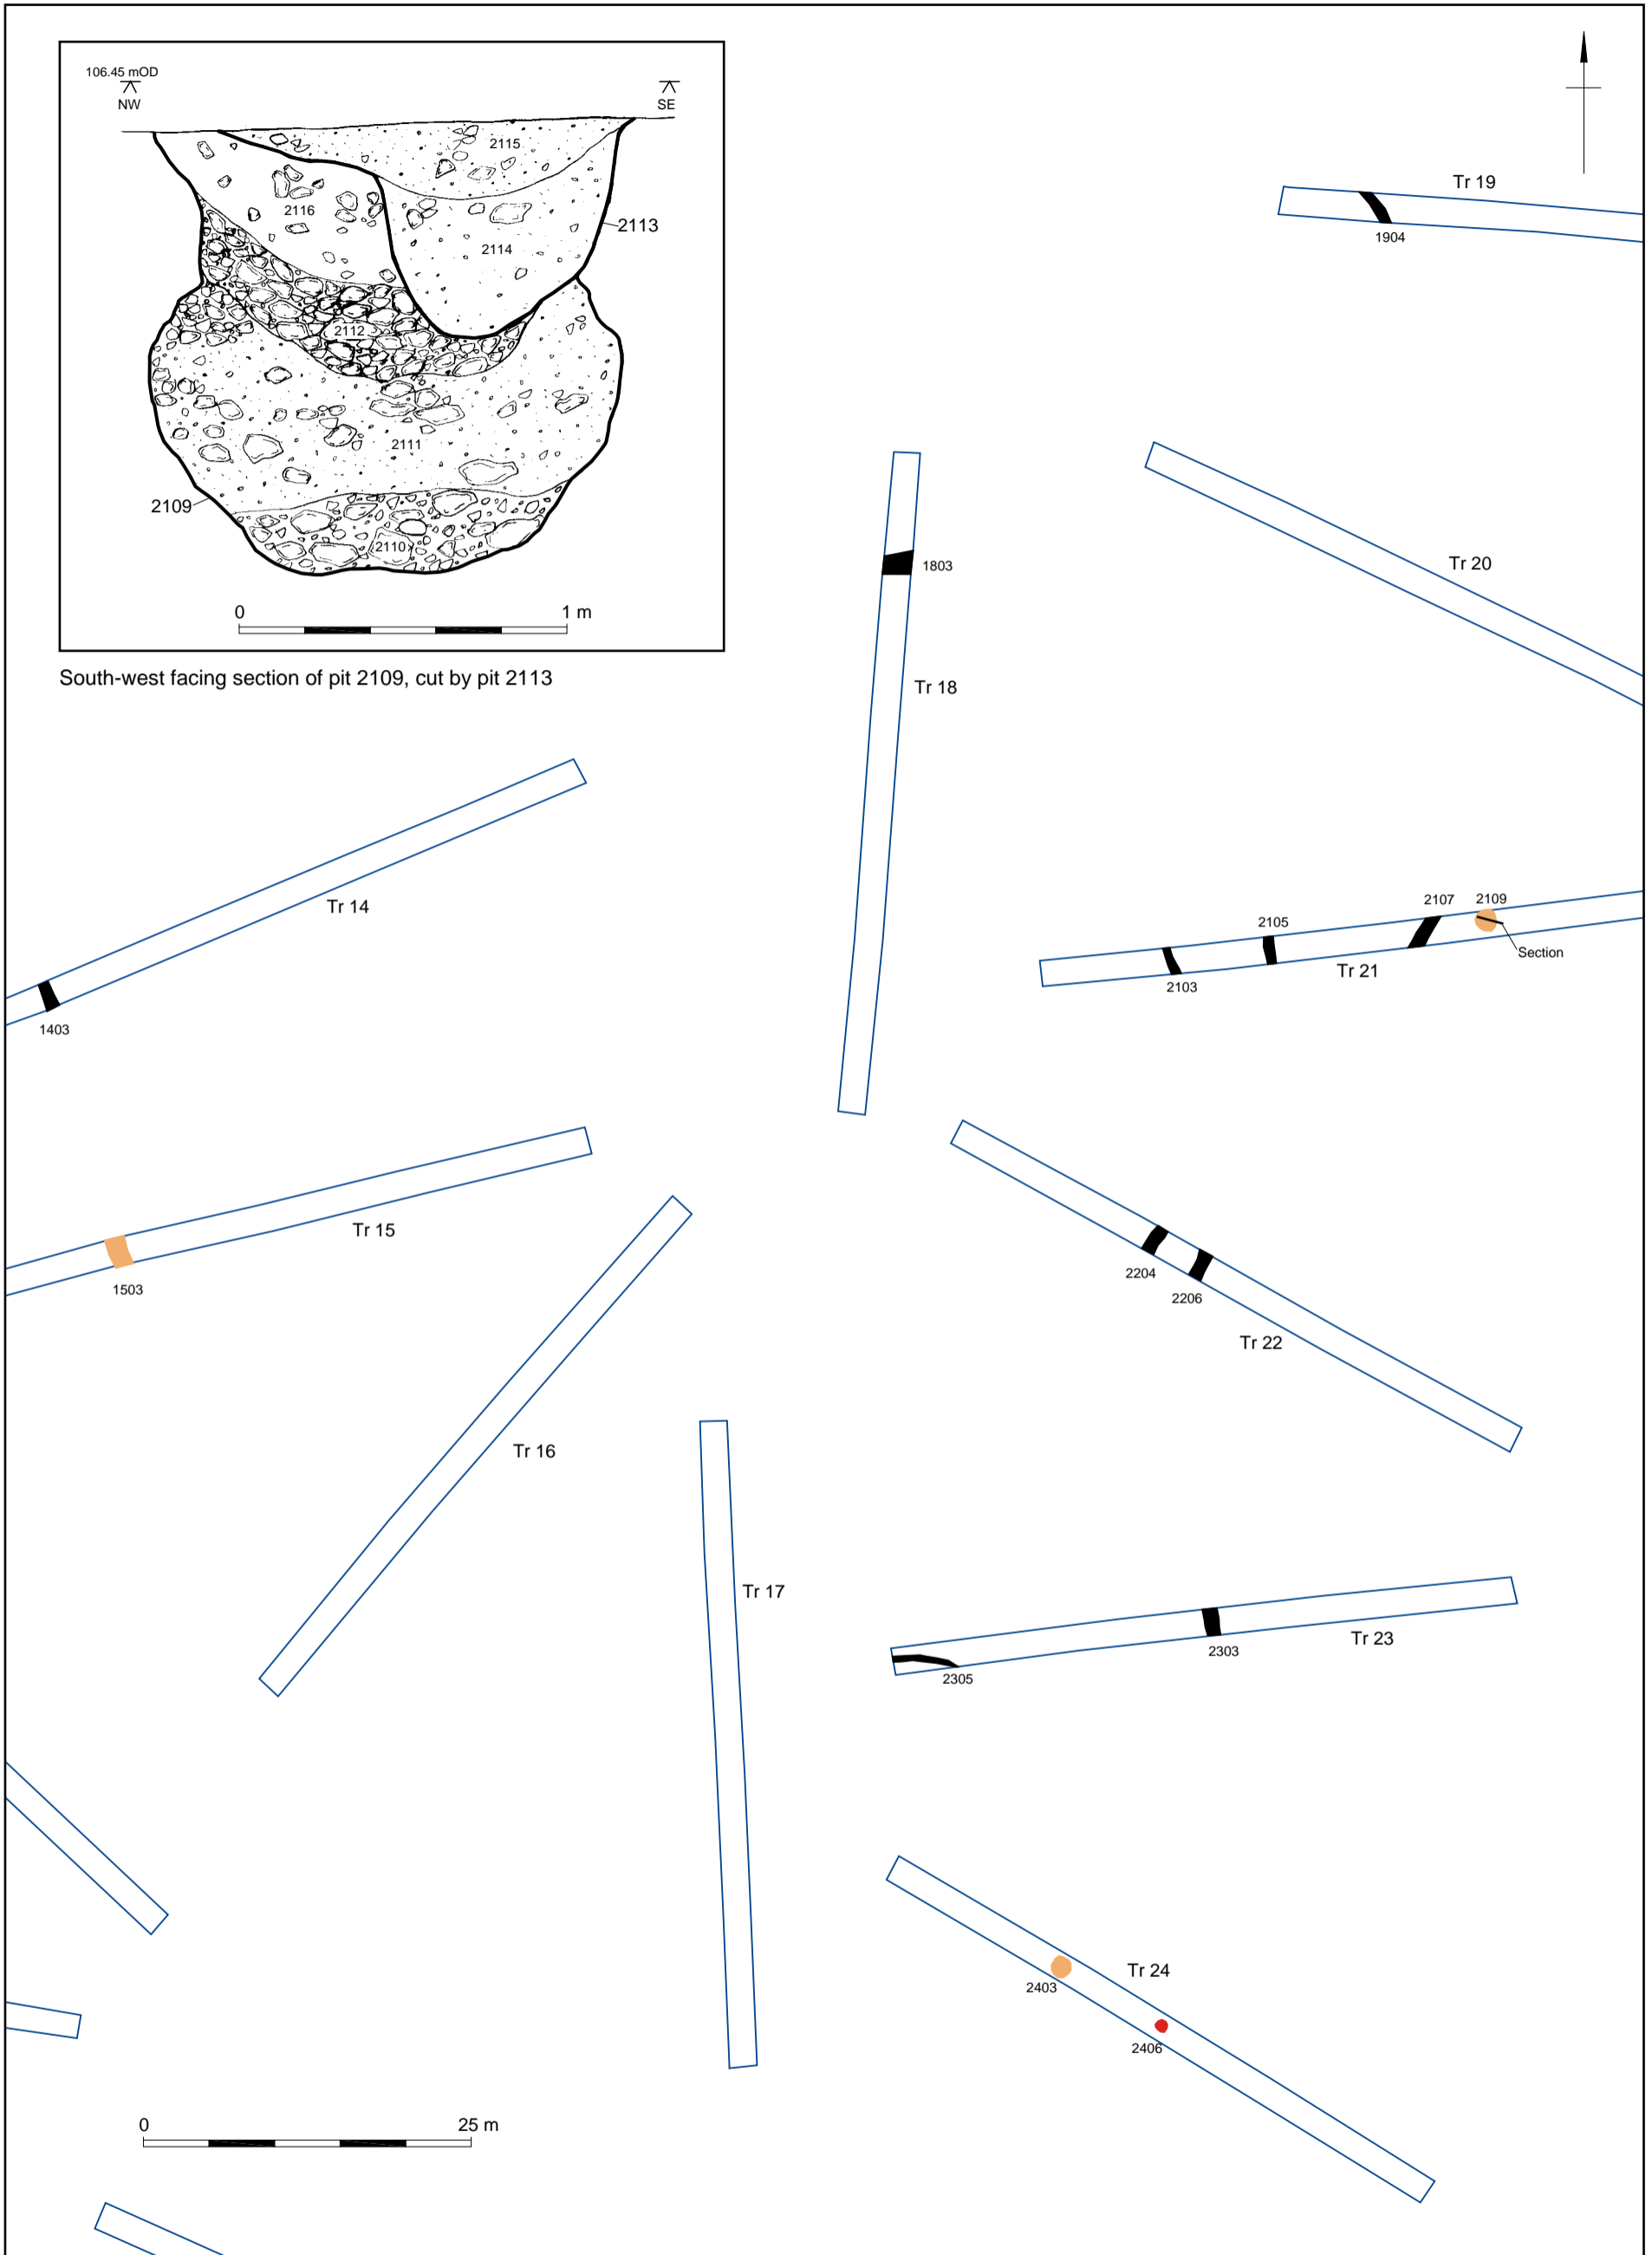 106.45 mOD
NW
SE
2115
2116
2113
2114
2112
2111
2109
2110
0 1 m
South-west facing section of pit 2109, cut by pit 2113
Tr 19
1904
Tr 20
1803
Tr 18
Tr 14
1403
2107 2109
2105
Section
Tr 21
2103
Tr 15
1503
2204
2206
Tr 22
Tr 16
Tr 17
Tr 23
2303
2305
Tr 24
2403
2406
0 25 m